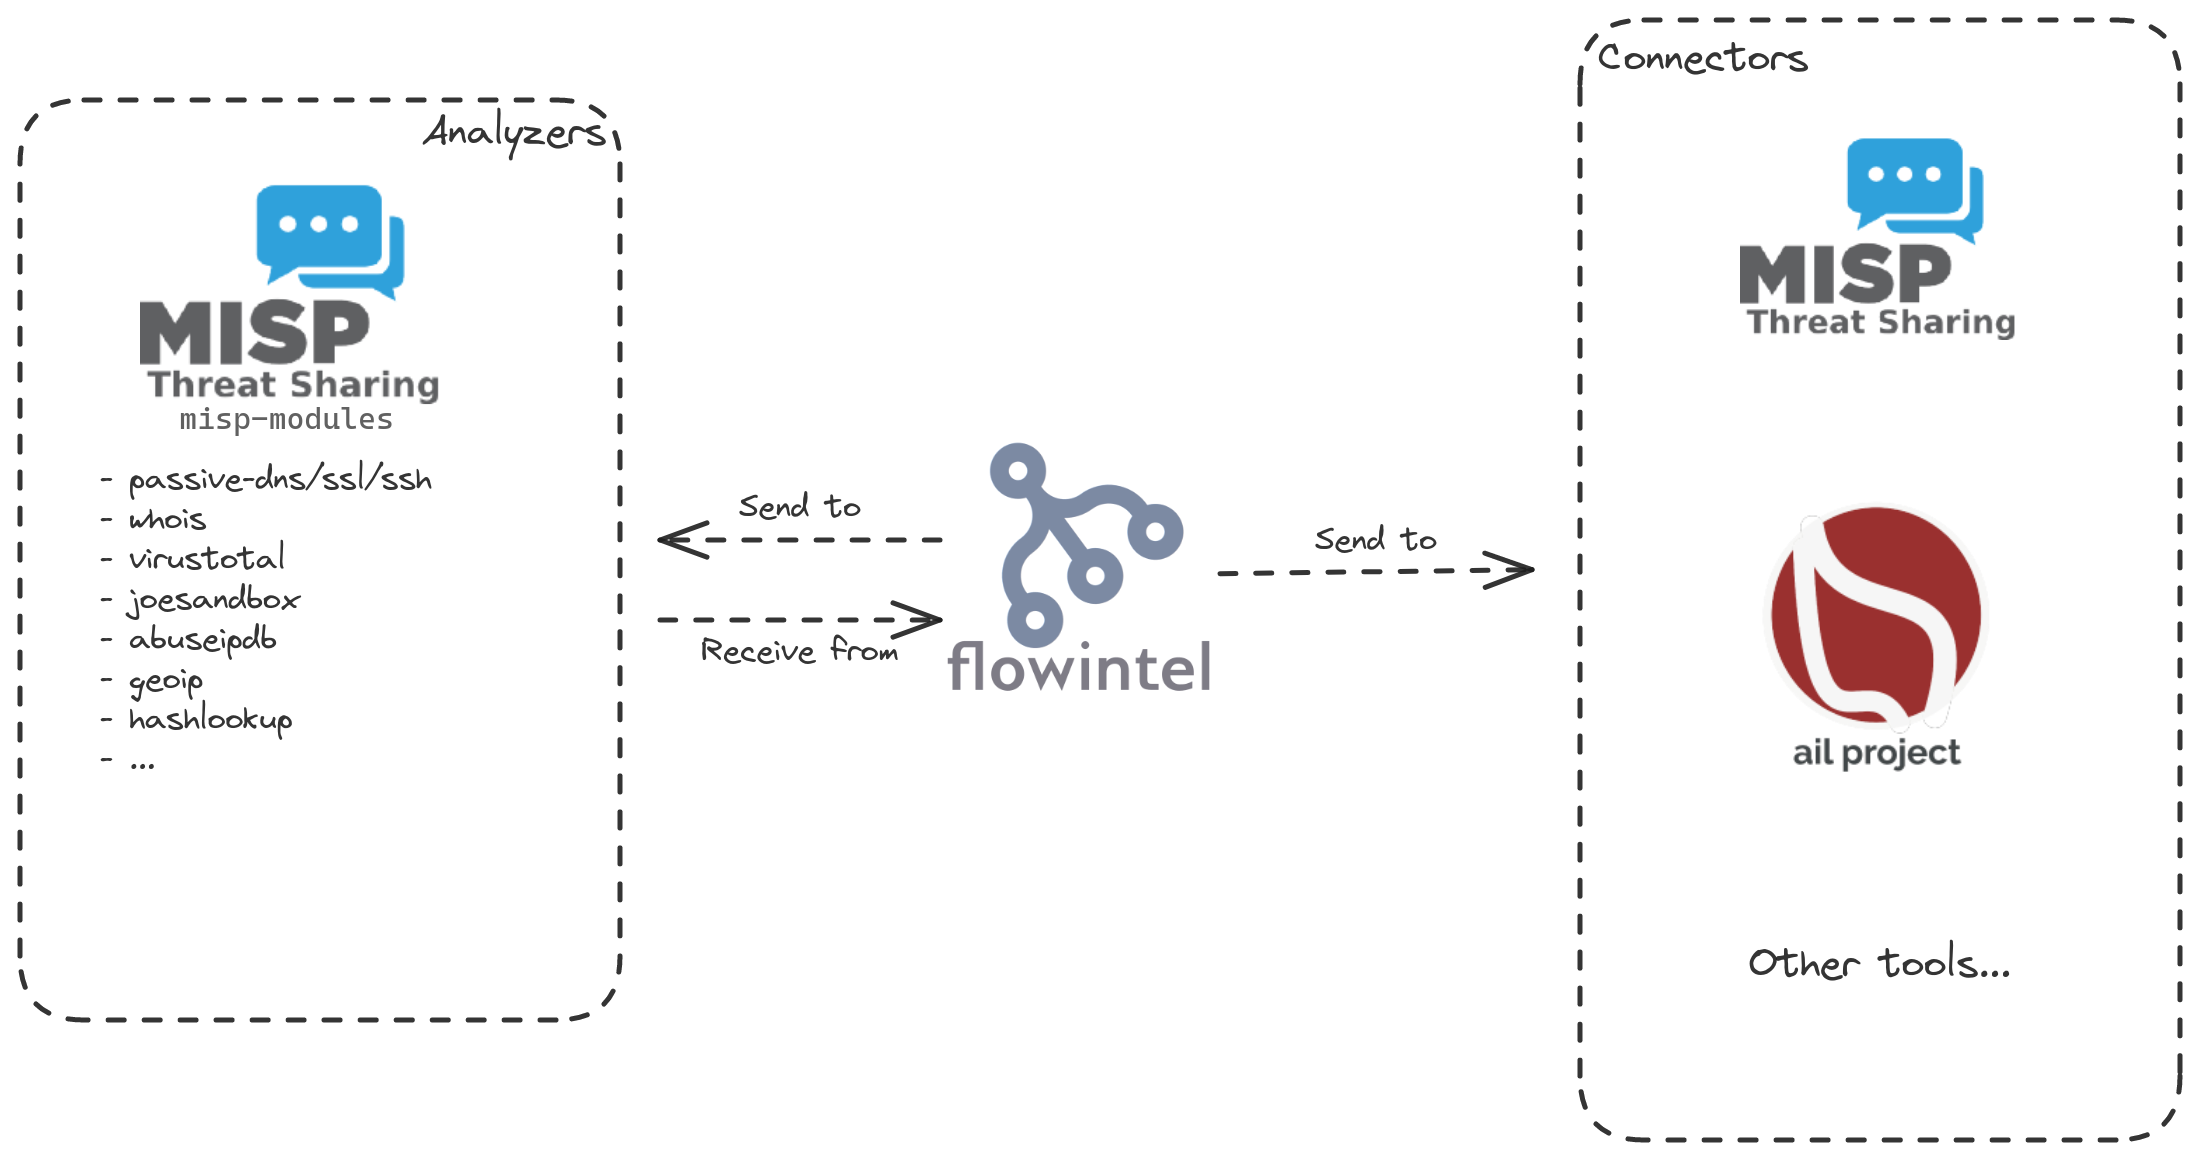 Analyzers
MISP
Threat Sharing
misp-modules
- passive-dns/ssl/ssh
- whois
- virustotal
- joesandbox
- abuseipdb
- geoip
- hashlookup
- ...
Send to
Receive from
flowintel
Send to
Connectors
MISP
Threat Sharing
ail project
Other tools...